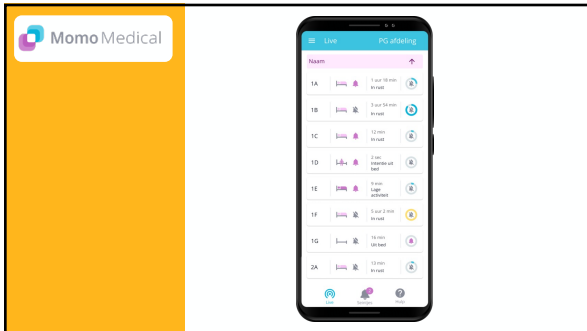 Momo Medical
Live PG afdeling
Naam
1A
1 uur 18 min
In rust
1B
3 uur 54 min
In rust
1C
12 min
In rust
1D
2 sec
Intentie uit
bed
1E
9 min
Lage
activiteit
1F
5 uur 2 min
In rust
1G
16 min
Uit bed
2A
13 min
In rust
Live
Seintjes
Help